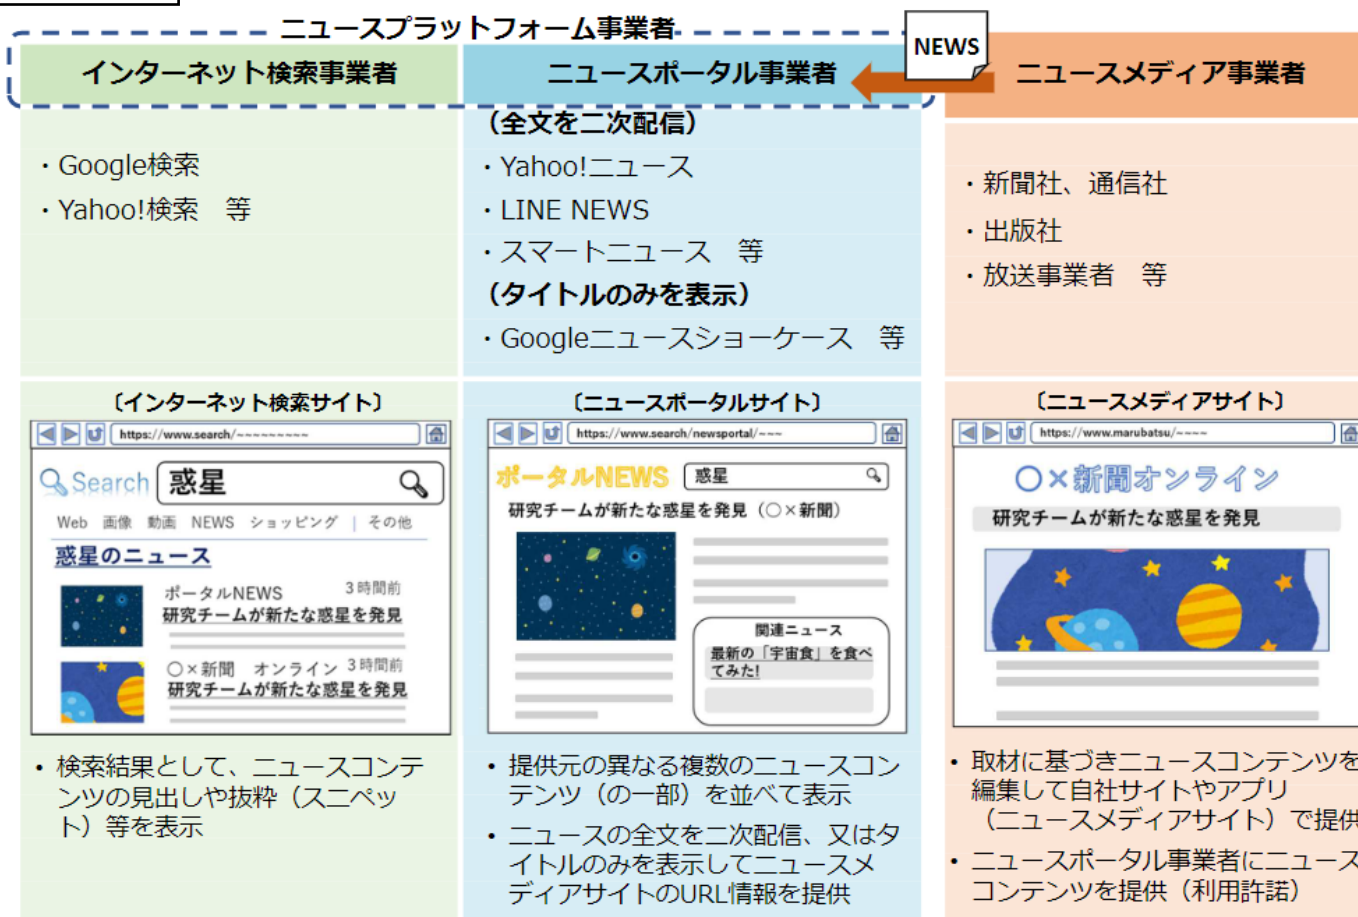 ニュースプラットフォーム事業者
インターネット検索事業者
・Google検索
・Yahoo!検索　等
〔インターネット検索サイト〕
https://www.search/~~~~~~~~~
Search
惑星
Web 画像 動画 NEWS ショッピング | その他
惑星のニュース
ポータルNEWS
3時間前
研究チームが新たな惑星を発見
○×新聞　オンライン
3時間前
研究チームが新たな惑星を発見
• 検索結果として、ニュースコンテ
ンツの見出しや抜粋（スニペッ
ト）等を表示
ニュースポータル事業者
（全文を二次配信）
・Yahoo!ニュース
・LINE NEWS
・スマートニュース　等
（タイトルのみを表示）
・Googleニュースショーケース　等
〔ニュースポータルサイト〕
https://www.search/newsportal/~~~
ポータルNEWS
惑星
研究チームが新たな惑星を発見（○×新聞）
関連ニュース
最新の「宇宙食」を食べ
てみた!
• 提供元の異なる複数のニュースコン
テンツ（の一部）を並べて表示
• ニュースの全文を二次配信、又はタ
イトルのみを表示してニュースメ
ディアサイトのURL情報を提供
NEWS
ニュースメディア事業者
・新聞社、通信社
・出版社
・放送事業者　等
〔ニュースメディアサイト〕
https://www.marubatsu/~~~~
○×新聞オンライン
研究チームが新たな惑星を発見
• 取材に基づきニュースコンテンツを
編集して自社サイトやアプリ
（ニュースメディアサイト）で提供
• ニュースポータル事業者にニュース
コンテンツを提供（利用許諾）